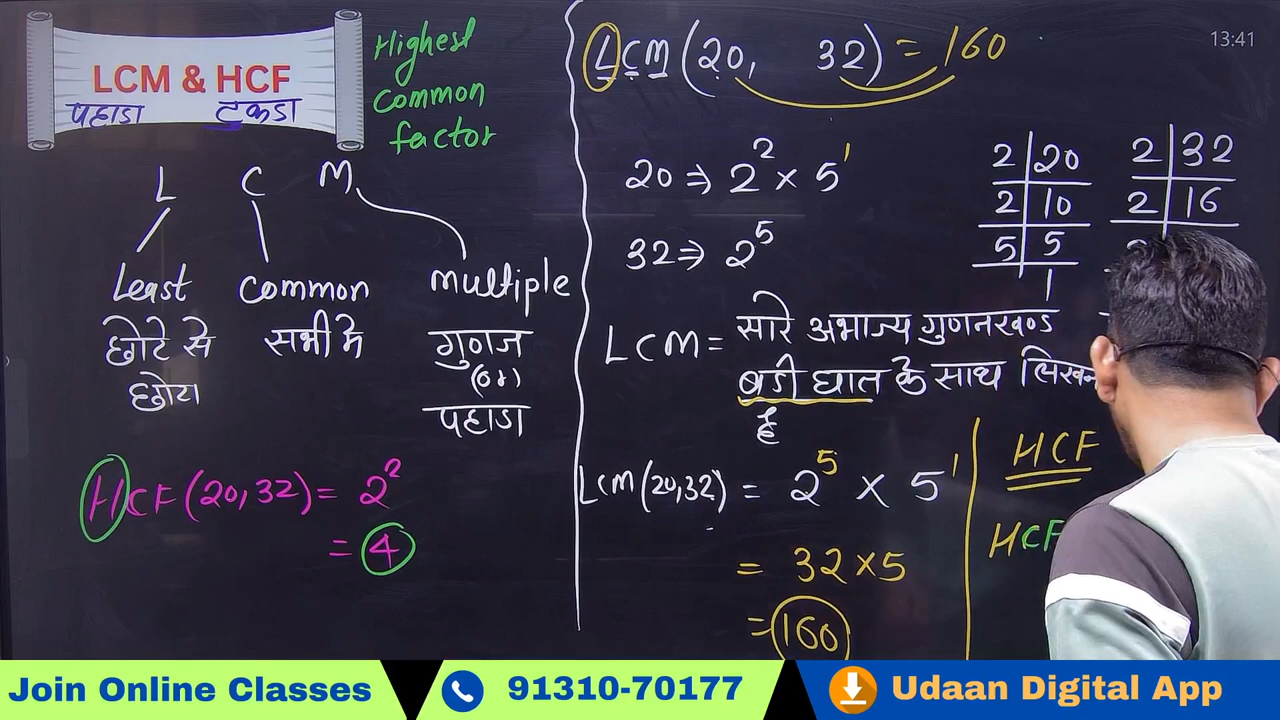 LCM & HCF
पहाडा टुकडा
Highest
Common
factor
L C M
Least Common multiple
छोटे से सभी मे गुणज
छोटा (or)
पहाडा
HCF(20,32) = 2²
= 4
LCM(20, 32) = 160
13:41
20 ⇒ 2² × 5¹
32 ⇒ 2⁵
2 | 20
2 | 10
5 | 5
1
2 | 32
2 | 16
LCM = सारे अभाज्य गुणनखण्ड
बडी घात के साथ
है
LCM(20,32) = 2⁵ × 5¹
= 32 × 5
= 160
HCF
HCF
Join Online Classes
91310-70177
Udaan Digital App